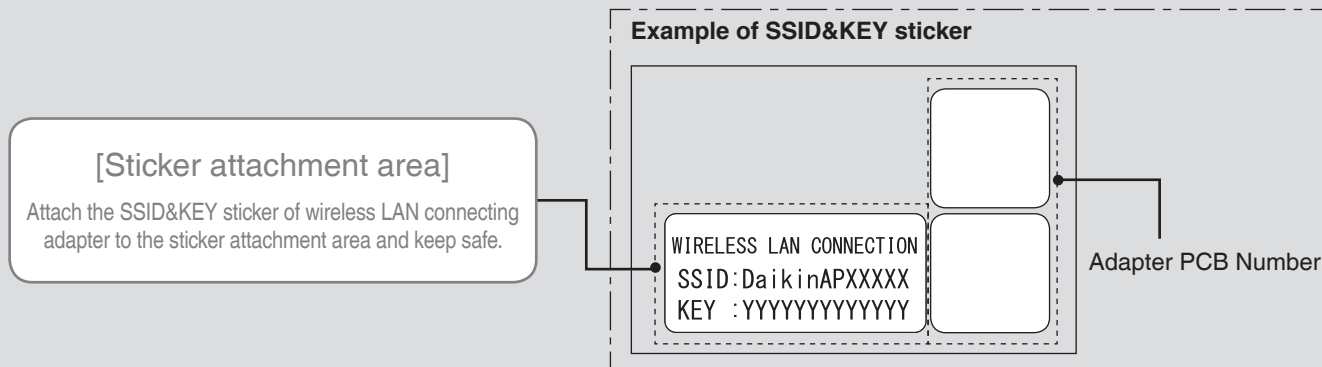 Example of SSID&KEY sticker
[Sticker attachment area]
Attach the SSID&KEY sticker of wireless LAN connecting
adapter to the sticker attachment area and keep safe.
WIRELESS LAN CONNECTION
SSID:DaikinAPXXXXX
KEY :YYYYYYYYYYYYY
Adapter PCB Number